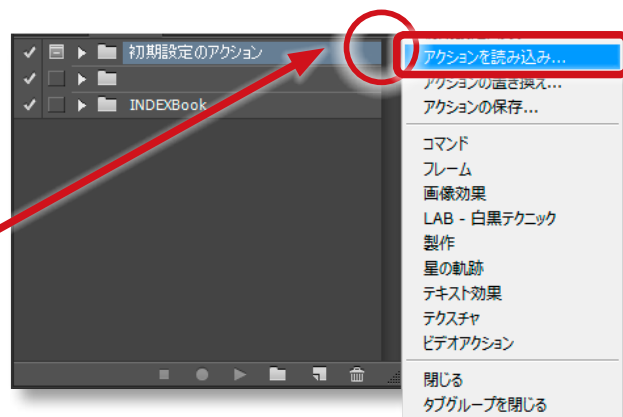 初期設定のアクション
INDEXBook
アクションを読み込み...
アクションの置き換え...
アクションの保存...
コマンド
フレーム
画像効果
LAB - 白黒テクニック
製作
星の軌跡
テキスト効果
テクスチャ
ビデオアクション
閉じる
タブグループを閉じる